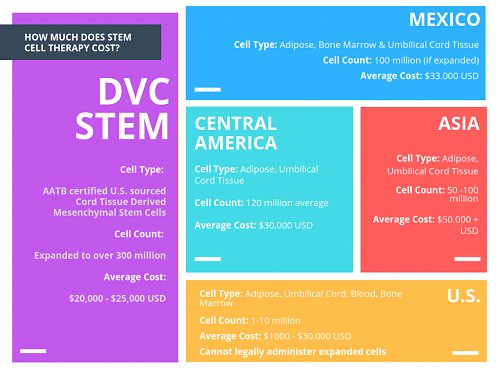 HOW MUCH DOES STEM
CELL THERAPY COST?
DVC
STEM
Cell Type:
AATB certified U.S. sourced
Cord Tissue Derived
Mesenchymal Stem Cells
Cell Count:
Expanded to over 300 million
Average Cost:
$20,000 - $25,000 USD
MEXICO
Cell Type: Adipose, Bone Marrow & Umbilical Cord Tissue
Cell Count: 100 million (if expanded)
Average Cost: $33.000 USD
CENTRAL
AMERICA
Cell Type: Adipose, Umbilical
Cord Tissue
Cell Count: 120 million average
Average Cost: $30,000 USD
ASIA
Cell Type: Adipose,
Umbilical Cord Tissue
Cell Count: 50 -100
million
Average Cost: $50.000 +
USD
U.S.
Cell Type: Adipose, Umbilical Cord, Blood, Bone
Marrow
Cell Count: 1-10 million
Average Cost: $1000 - $30,000 USD
Cannot legally administer expanded cells